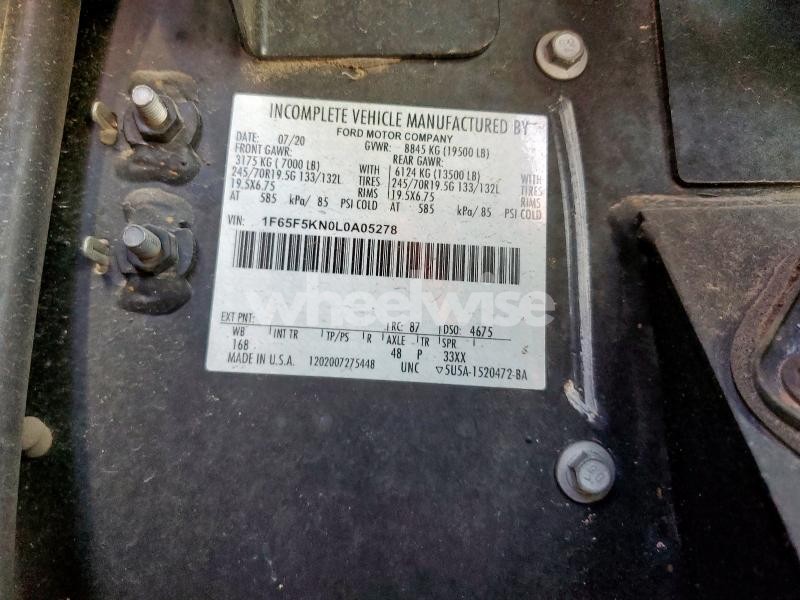 INCOMPLETE VEHICLE MANUFACTURED BY
FORD MOTOR COMPANY
DATE: 07/20 GVWR: 8845 KG (19500 LB)
FRONT GAWR: REAR GAWR:
3175 KG (7000 LB) WITH 6124 KG (13500 LB) WITH
245/70R19.5G 133/132L TIRES 245/70R19.5G 133/132L TIRES
19.5X6.75 RIMS 19.5X6.75 RIMS
AT 585 kPa/ 85 PSI COLD AT 585 kPa/ 85 PSI COLD
VIN: 1F65F5KN0L0A05278
wheelwise
EXT PNT: RC: 87 DSO: 4675
WB INT TR TP/PS R AXLE TR SPR
168 48 P 33XX
MADE IN U.S.A. 1202007275448 UNC ▽5U5A-1520472-BA